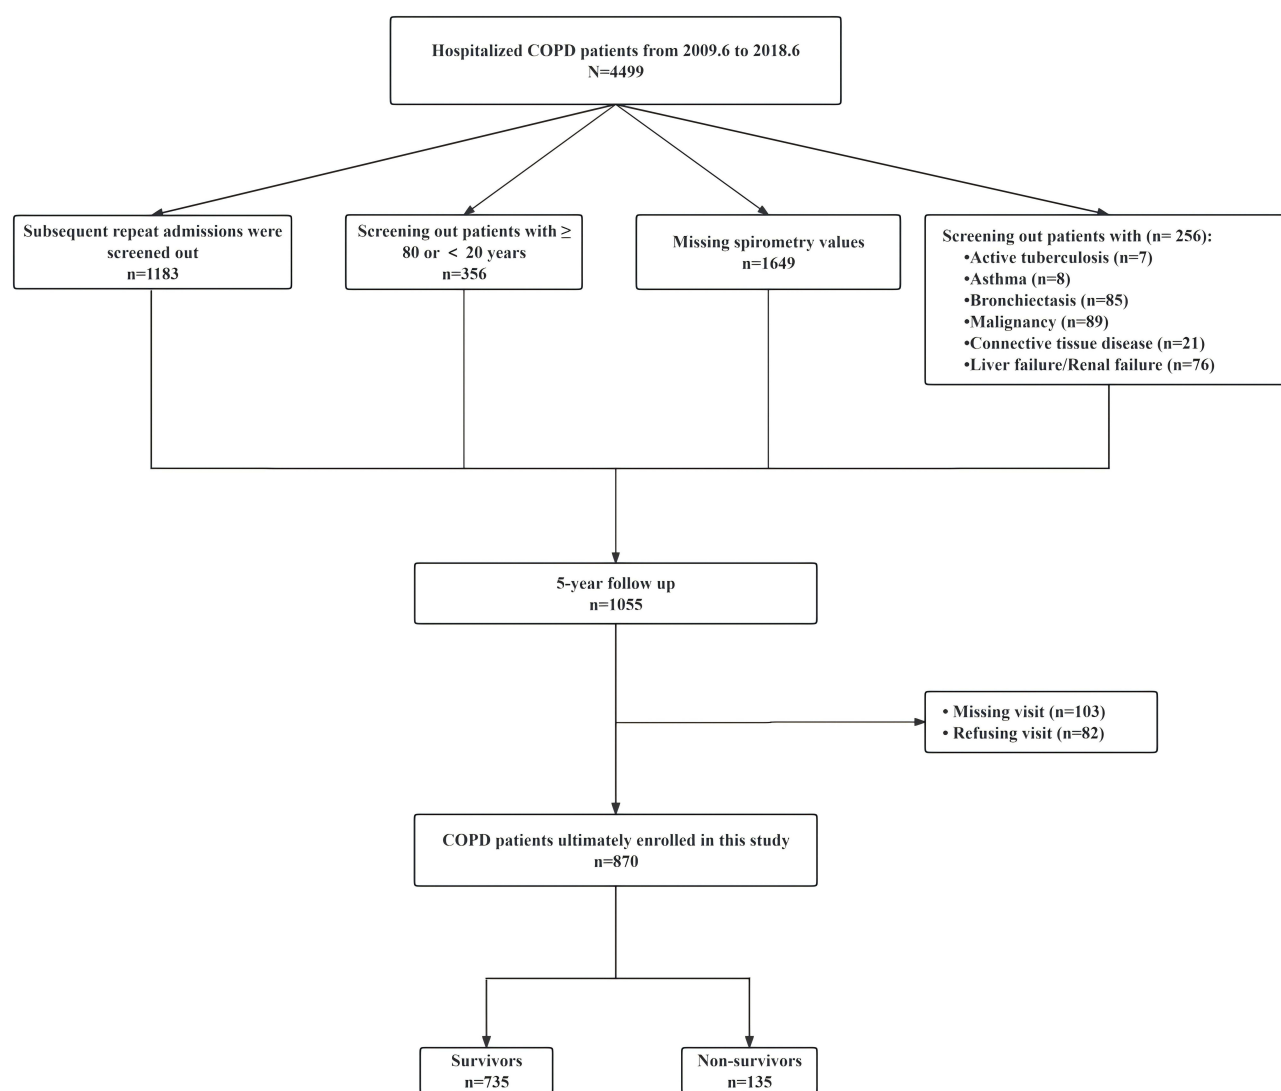 Hospitalized COPD patients from 2009.6 to 2018.6
N=4499
Subsequent repeat admissions were
screened out
n=1183
Screening out patients with ≥
80 or < 20 years
n=356
Missing spirometry values
n=1649
Screening out patients with (n= 256):
•Active tuberculosis (n=7)
•Asthma (n=8)
•Bronchiectasis (n=85)
•Malignancy (n=89)
•Connective tissue disease (n=21)
•Liver failure/Renal failure (n=76)
5-year follow up
n=1055
• Missing visit (n=103)
• Refusing visit (n=82)
COPD patients ultimately enrolled in this study
n=870
Survivors
n=735
Non-survivors
n=135